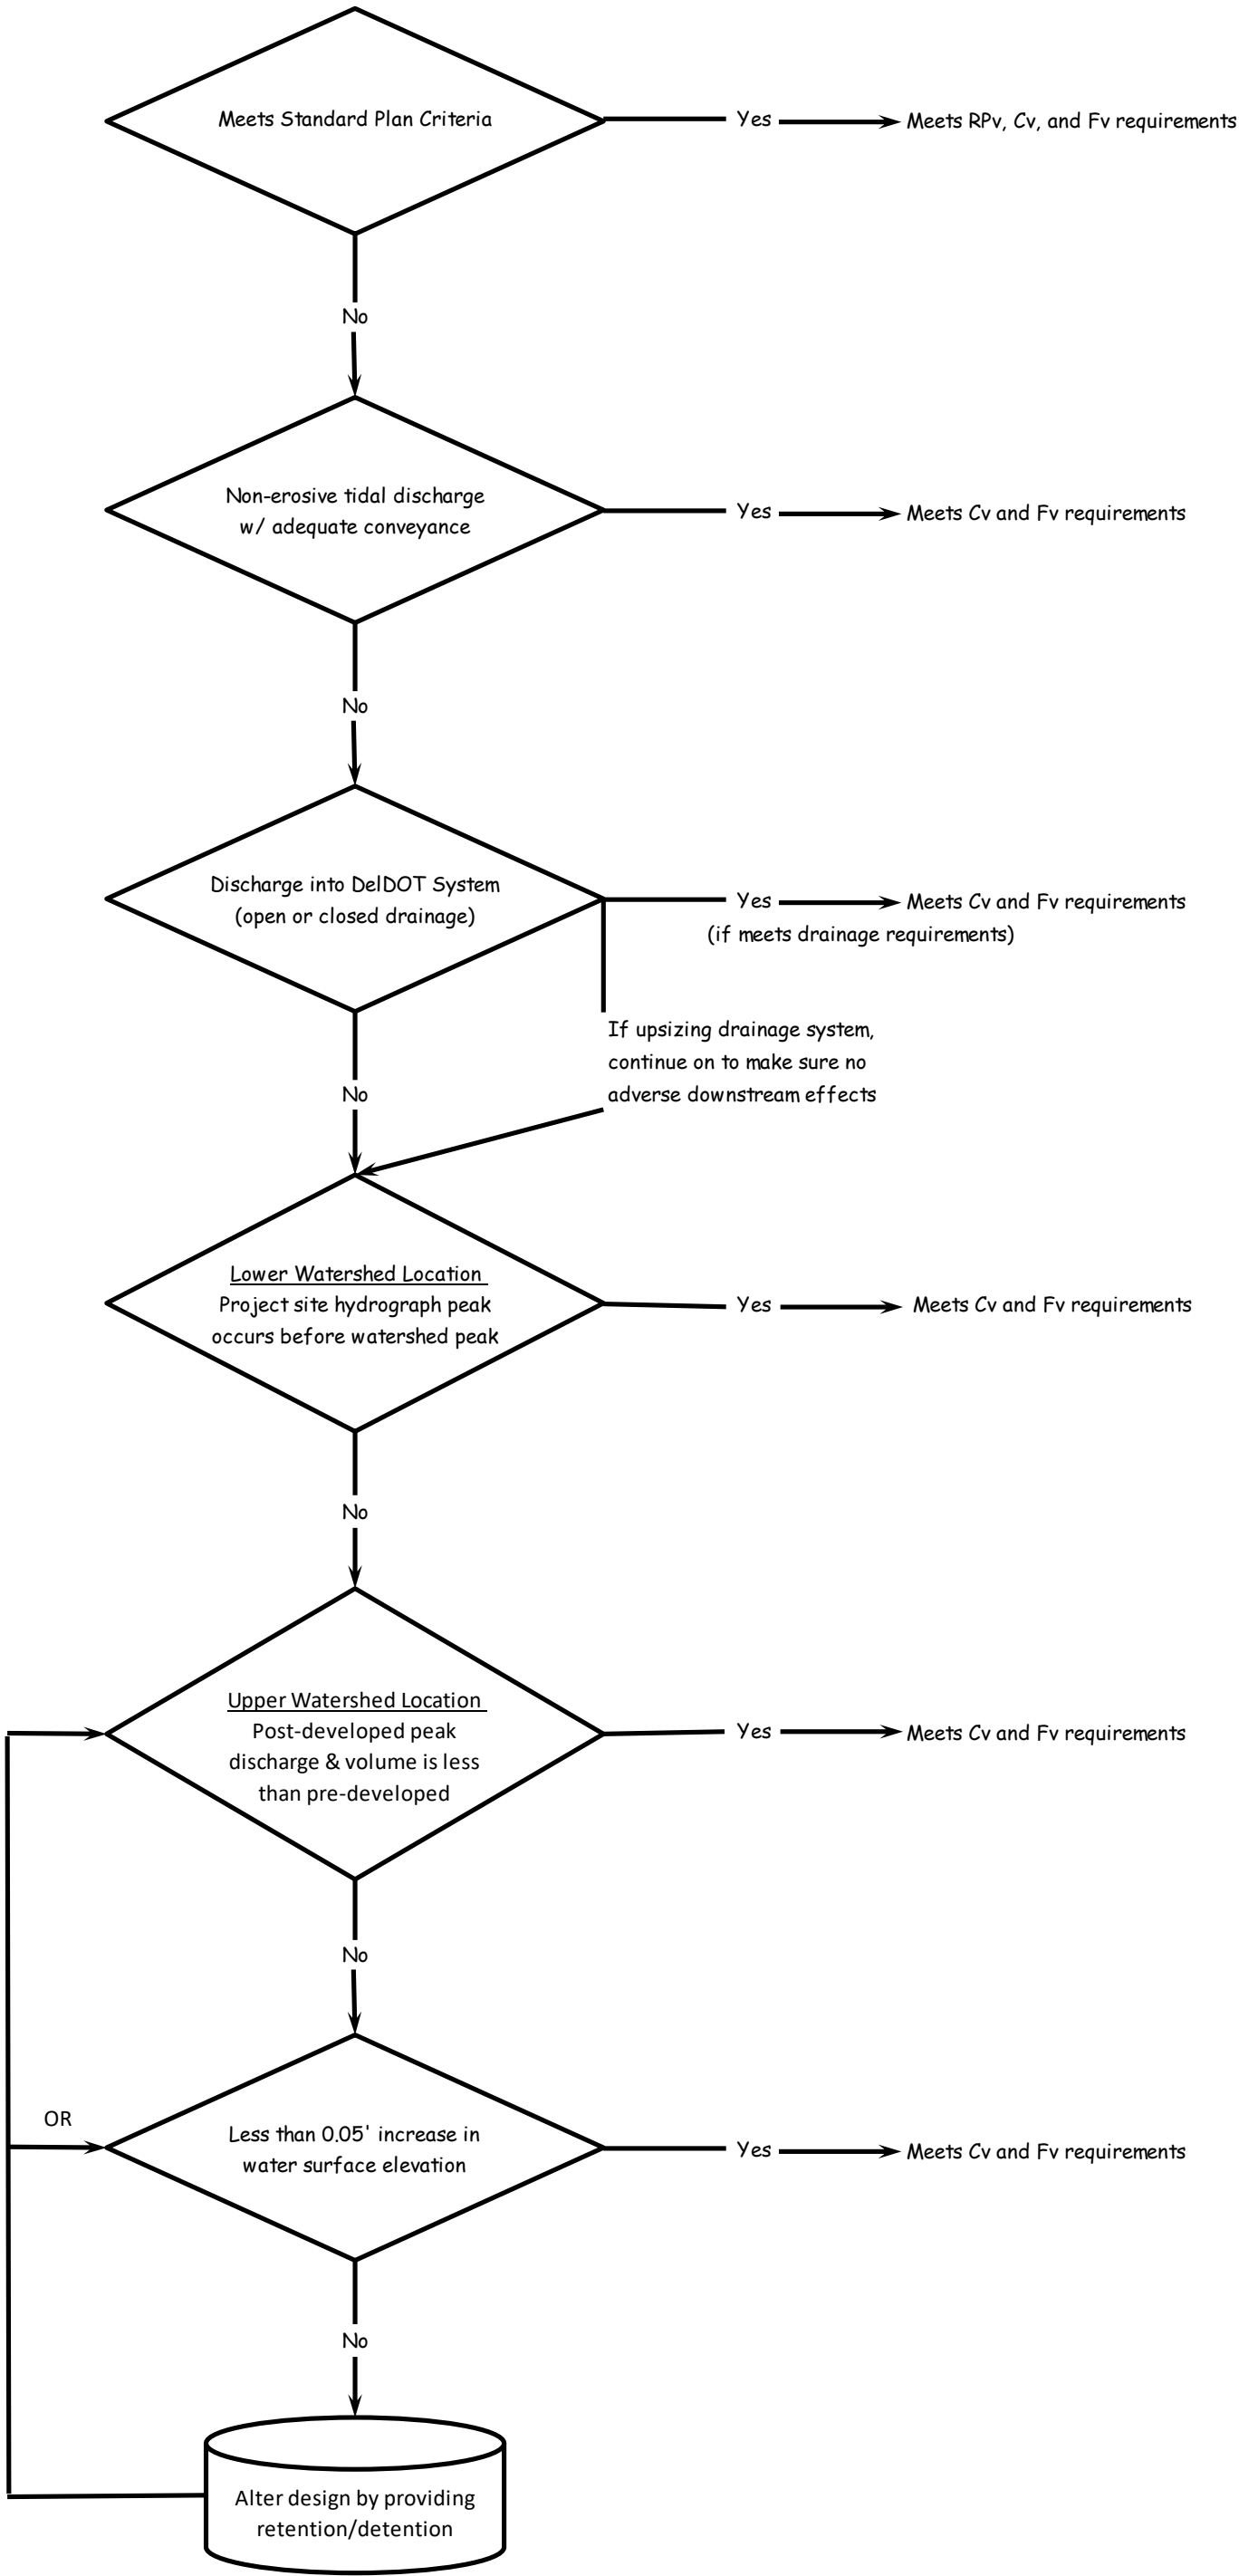 Meets Standard Plan Criteria
Yes
Meets RPv, Cv, and Fv requirements
No
Non-erosive tidal discharge
w/ adequate conveyance
Yes
Meets Cv and Fv requirements
No
Discharge into DelDOT System
(open or closed drainage)
Yes
Meets Cv and Fv requirements
(if meets drainage requirements)
If upsizing drainage system,
continue on to make sure no
adverse downstream effects
No
Lower Watershed Location
Project site hydrograph peak
occurs before watershed peak
Yes
Meets Cv and Fv requirements
No
Upper Watershed Location
Post-developed peak
discharge & volume is less
than pre-developed
Yes
Meets Cv and Fv requirements
No
OR
Less than 0.05' increase in
water surface elevation
Yes
Meets Cv and Fv requirements
No
Alter design by providing
retention/detention